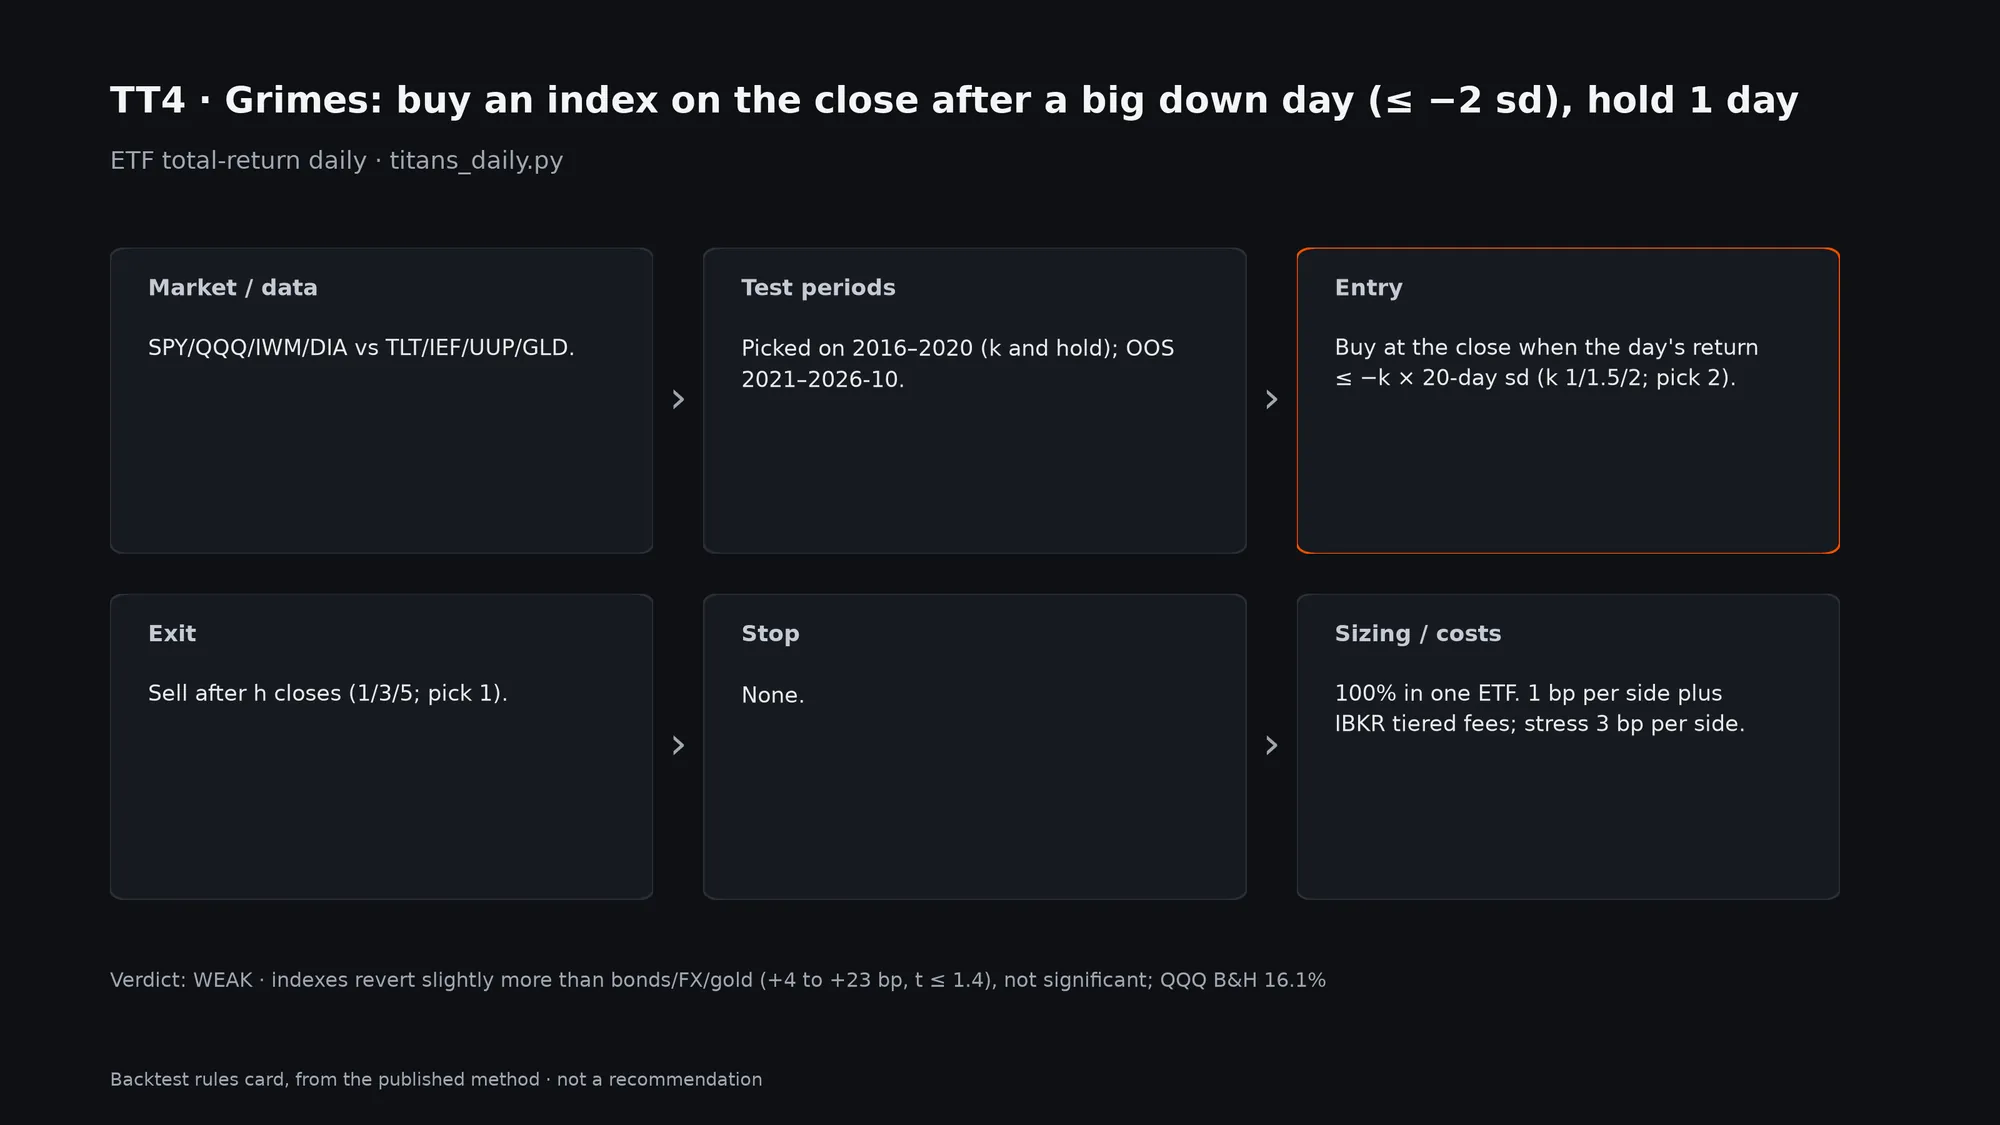 TT4 · Grimes: buy an index on the close after a big down day (≤ −2 sd), hold 1 day
ETF total-return daily · titans_daily.py
Market / data
SPY/QQQ/IWM/DIA vs TLT/IEF/UUP/GLD.
›
Test periods
Picked on 2016–2020 (k and hold); OOS
2021–2026-10.
›
Entry
Buy at the close when the day's return
≤ −k × 20-day sd (k 1/1.5/2; pick 2).
Exit
Sell after h closes (1/3/5; pick 1).
›
Stop
None.
›
Sizing / costs
100% in one ETF. 1 bp per side plus
IBKR tiered fees; stress 3 bp per side.
Verdict: WEAK · indexes revert slightly more than bonds/FX/gold (+4 to +23 bp, t ≤ 1.4), not significant; QQQ B&H 16.1%
Backtest rules card, from the published method · not a recommendation